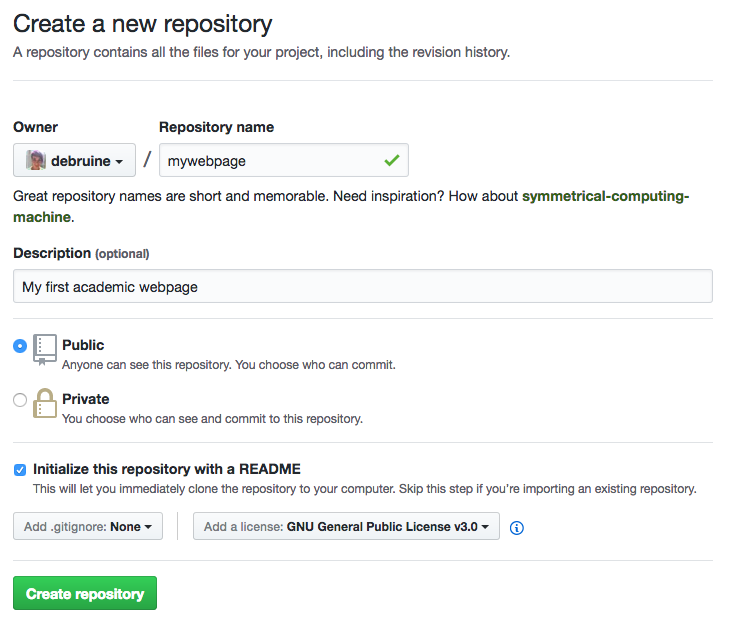 Create a new repository
A repository contains all the files for your project, including the revision history.
Owner Repository name
debruine / mywebpage
Great repository names are short and memorable. Need inspiration? How about symmetrical-computing-
machine.
Description (optional)
My first academic webpage
Public
Anyone can see this repository. You choose who can commit.
Private
You choose who can see and commit to this repository.
Initialize this repository with a README
This will let you immediately clone the repository to your computer. Skip this step if you’re importing an existing repository.
Add .gitignore: None Add a license: GNU General Public License v3.0
Create repository